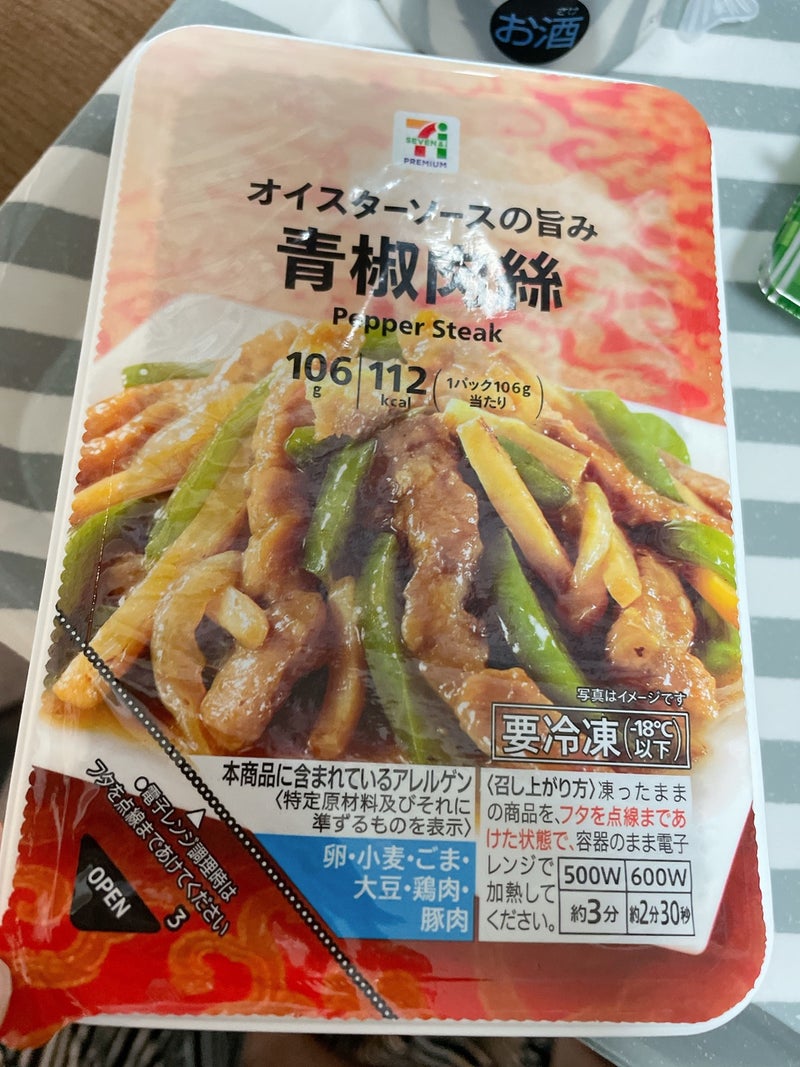 さけ
お酒
SEVEN&i
PREMIUM
オイスターソースの旨み
青椒肉絲
Pepper Steak
106g
112kcal
(1パック106g当たり)
写真はイメージです
要冷凍(-18℃以下)
本商品に含まれているアレルゲン
〈特定原材料及びそれに
準ずるものを表示〉
卵・小麦・ごま・
大豆・鶏肉・
豚肉
〈召し上がり方〉凍ったまま
の商品を、フタを点線まであ
けた状態で、容器のまま電子
レンジで
加熱して
ください。
500W 600W
約3分 約2分30秒
○電子レンジ調理時は
フタを点線まであけてください
OPEN
3